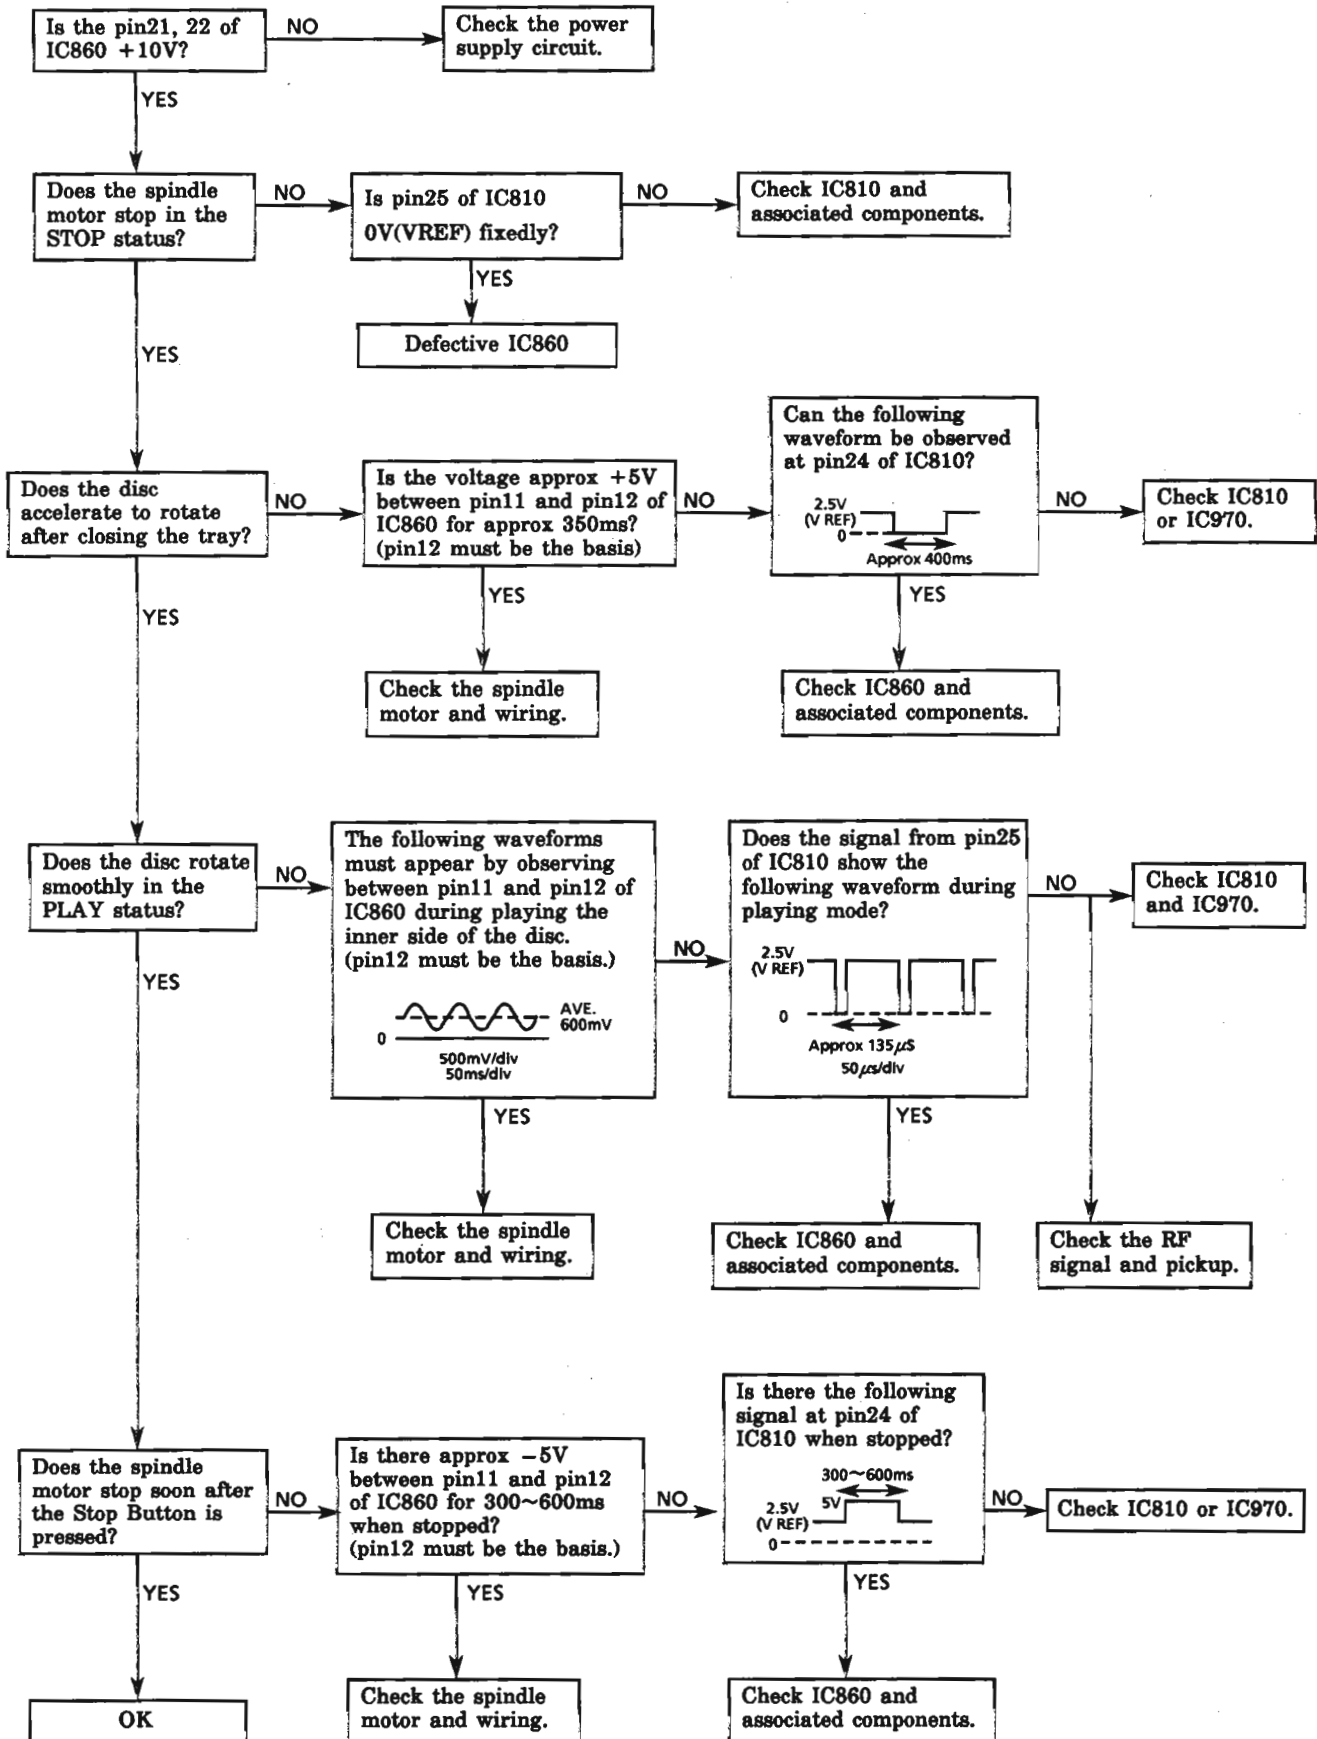 Is the pin21, 22 of
IC860 +10V?
NO
Check the power
supply circuit.
YES
Does the spindle
motor stop in the
STOP status?
NO
Is pin25 of IC810
0V(VREF) fixedly?
NO
Check IC810 and
associated components.
YES
Defective IC860
YES
Does the disc
accelerate to rotate
after closing the tray?
NO
Is the voltage approx +5V
between pin11 and pin12 of
IC860 for approx 350ms?
(pin12 must be the basis)
NO
Can the following
waveform be observed
at pin24 of IC810?
2.5V
(V REF)
0
Approx 400ms
NO
Check IC810
or IC970.
YES
Check the spindle
motor and wiring.
YES
Check IC860 and
associated components.
YES
Does the disc rotate
smoothly in the
PLAY status?
NO
The following waveforms
must appear by observing
between pin11 and pin12 of
IC860 during playing the
inner side of the disc.
(pin12 must be the basis.)
AVE.
600mV
0
500mV/div
50ms/div
NO
Does the signal from pin25
of IC810 show the
following waveform during
playing mode?
2.5V
(V REF)
0
Approx 135μS
50μs/div
NO
Check IC810
and IC970.
YES
Check the spindle
motor and wiring.
YES
Check IC860 and
associated components.
Check the RF
signal and pickup.
YES
Does the spindle
motor stop soon after
the Stop Button is
pressed?
NO
Is there approx −5V
between pin11 and pin12
of IC860 for 300~600ms
when stopped?
(pin12 must be the basis.)
NO
Is there the following
signal at pin24 of
IC810 when stopped?
300~600ms
5V
2.5V
(V REF)
0
NO
Check IC810 or IC970.
YES
OK
YES
Check the spindle
motor and wiring.
YES
Check IC860 and
associated components.